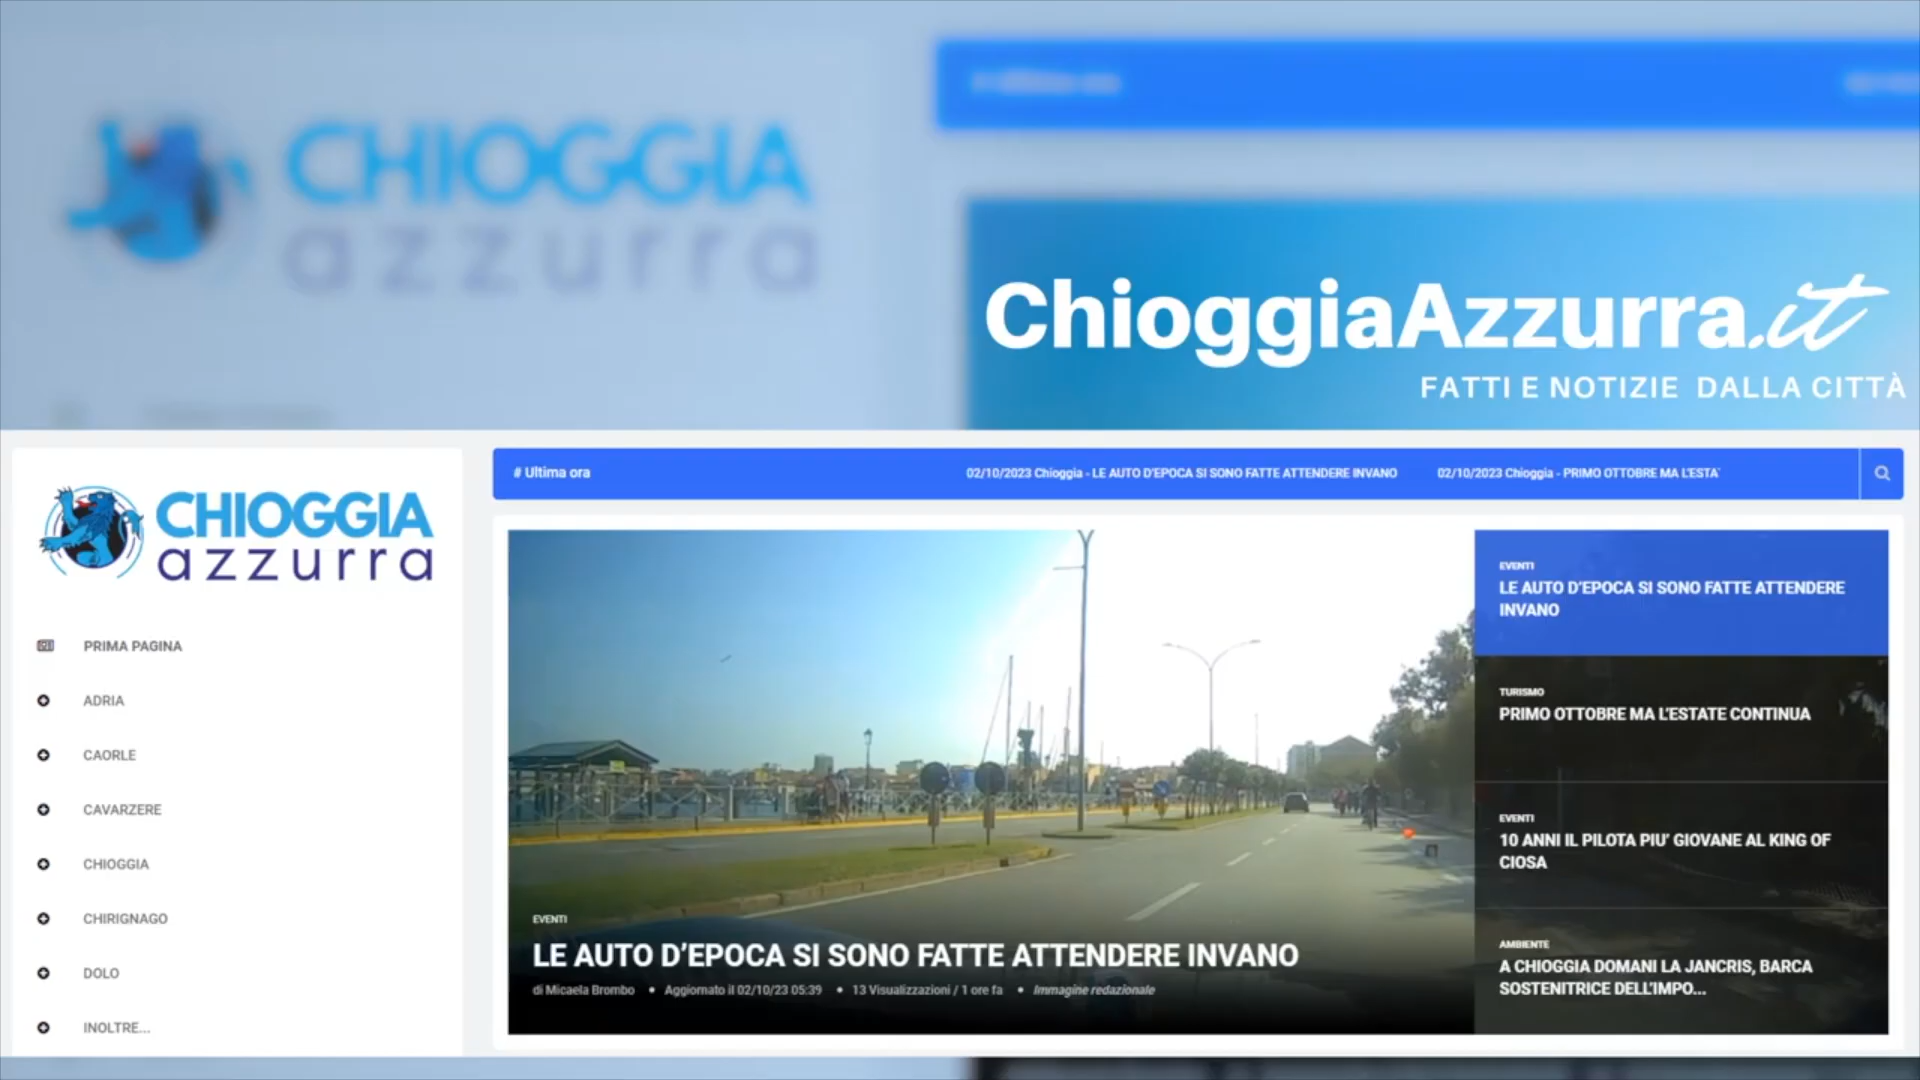 CHIOGGIA
azzurra
ChioggiaAzzurra.it
FATTI E NOTIZIE DALLA CITTÀ
CHIOGGIA
azzurra
PRIMA PAGINA
ADRIA
CAORLE
CAVARZERE
CHIOGGIA
CHIRIGNAGO
DOLO
INOLTRE...
# Ultima ora
02/10/2023 Chioggia - LE AUTO D'EPOCA SI SONO FATTE ATTENDERE INVANO
02/10/2023 Chioggia - PRIMO OTTOBRE MA L'ESTA
EVENTI
LE AUTO D'EPOCA SI SONO FATTE ATTENDERE INVANO
di Micaela Brombo • Aggiornato il 02/10/23 05:39 • 13 Visualizzazioni / 1 ore fa • Immagine redazionale
EVENTI
LE AUTO D'EPOCA SI SONO FATTE ATTENDERE
INVANO
TURISMO
PRIMO OTTOBRE MA L'ESTATE CONTINUA
EVENTI
10 ANNI IL PILOTA PIU' GIOVANE AL KING OF
CIOSA
AMBIENTE
A CHIOGGIA DOMANI LA JANCRIS, BARCA
SOSTENITRICE DELL'IMPO...